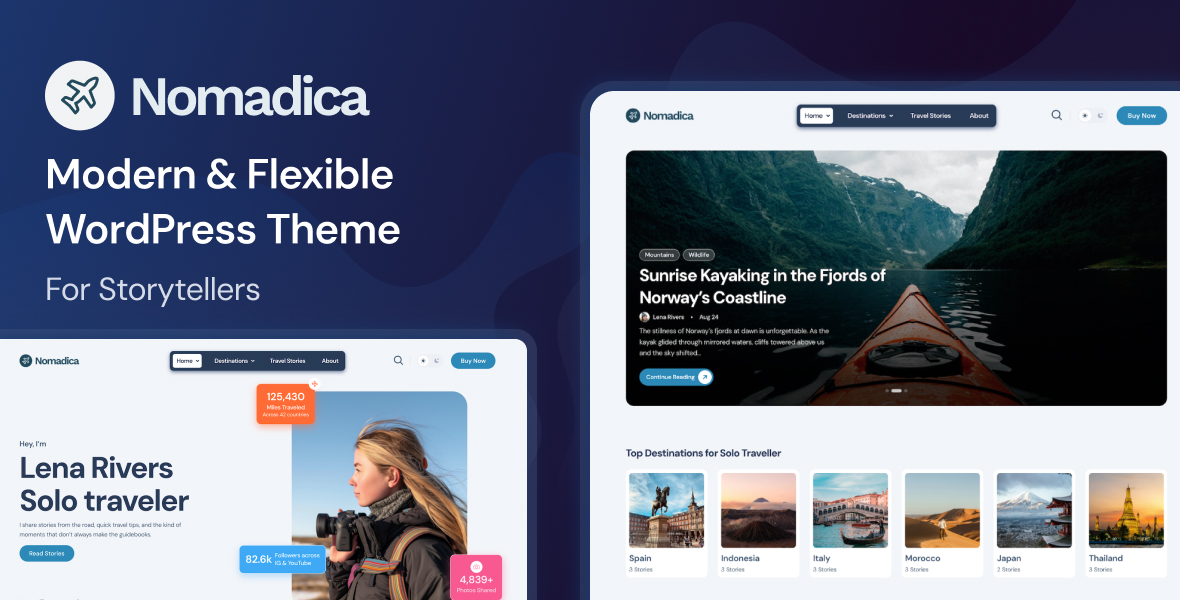 Nomadica
Modern & Flexible
WordPress Theme
For Storytellers
Nomadica
Home
Destinations
Travel Stories
About
Buy Now
125,430
Miles Traveled
Across 42 countries
Hey, I'm
Lena Rivers
Solo traveler
I share stories from the road, quick travel tips, and the kind of
moments that don't always make the guidebooks.
Read Stories
82.6k
Followers across
IG & YouTube
4,839+
Photos Shared
Nomadica
Home
Destinations
Travel Stories
About
Buy Now
Mountains
Wildlife
Sunrise Kayaking in the Fjords of
Norway's Coastline
Lena Rivers • Aug 24
The stillness of Norway's fjords at dawn is unforgettable. As the
kayak glided through mirrored waters, cliffs towered above us
and the sky shifted..
Continue Reading
Top Destinations for Solo Traveller
Spain
3 Stories
Indonesia
3 Stories
Italy
3 Stories
Morocco
3 Stories
Japan
2 Stories
Thailand
3 Stories